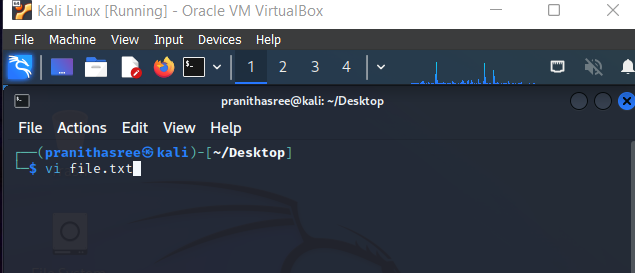 Kali Linux [Running] - Oracle VM VirtualBox
File Machine View Input Devices Help
1 2 3 4
pranithasree@kali: ~/Desktop
File Actions Edit View Help
┌──(pranithasree㉿kali)-[~/Desktop]
└─$ vi file.txt